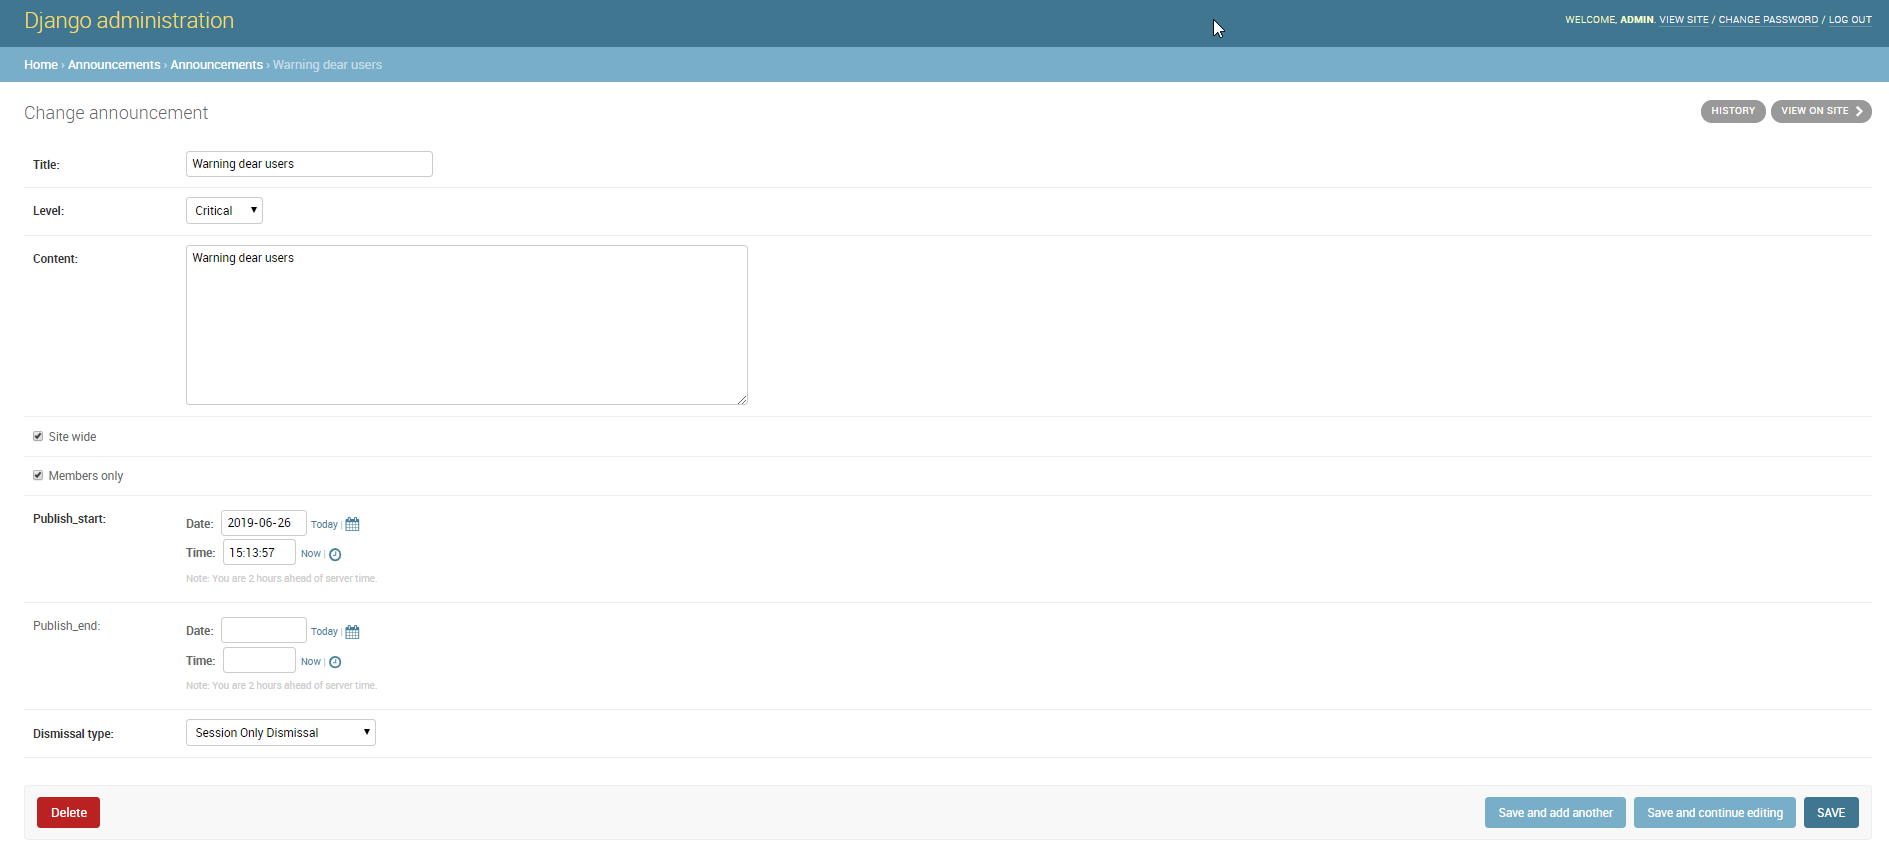 Django administration
WELCOME, ADMIN. VIEW SITE / CHANGE PASSWORD / LOG OUT
Home › Announcements › Announcements › Warning dear users
Change announcement
HISTORY
VIEW ON SITE
Title:
Warning dear users
Level:
Critical
Content:
Warning dear users
Site wide
Members only
Publish_start:
Date: 2019-06-26 Today |
Time: 15:13:57 Now |
Note: You are 2 hours ahead of server time.
Publish_end:
Date: Today |
Time: Now |
Note: You are 2 hours ahead of server time.
Dismissal type:
Session Only Dismissal
Delete
Save and add another
Save and continue editing
SAVE